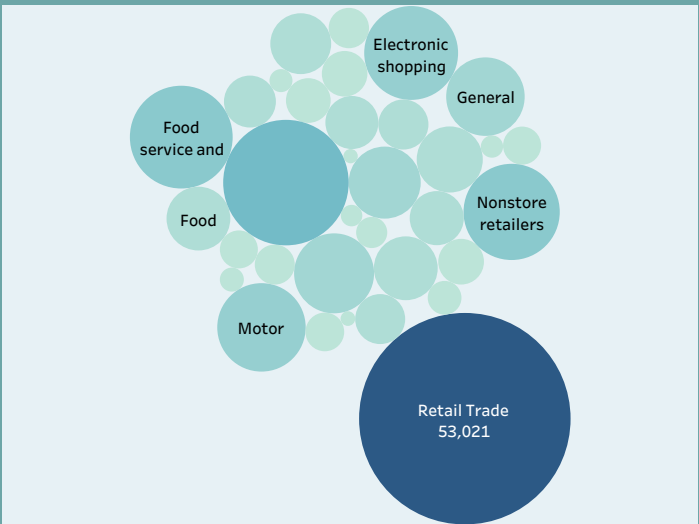 Electronic
shopping
General
Food
service and
Nonstore
retailers
Food
Motor
Retail Trade
53,021